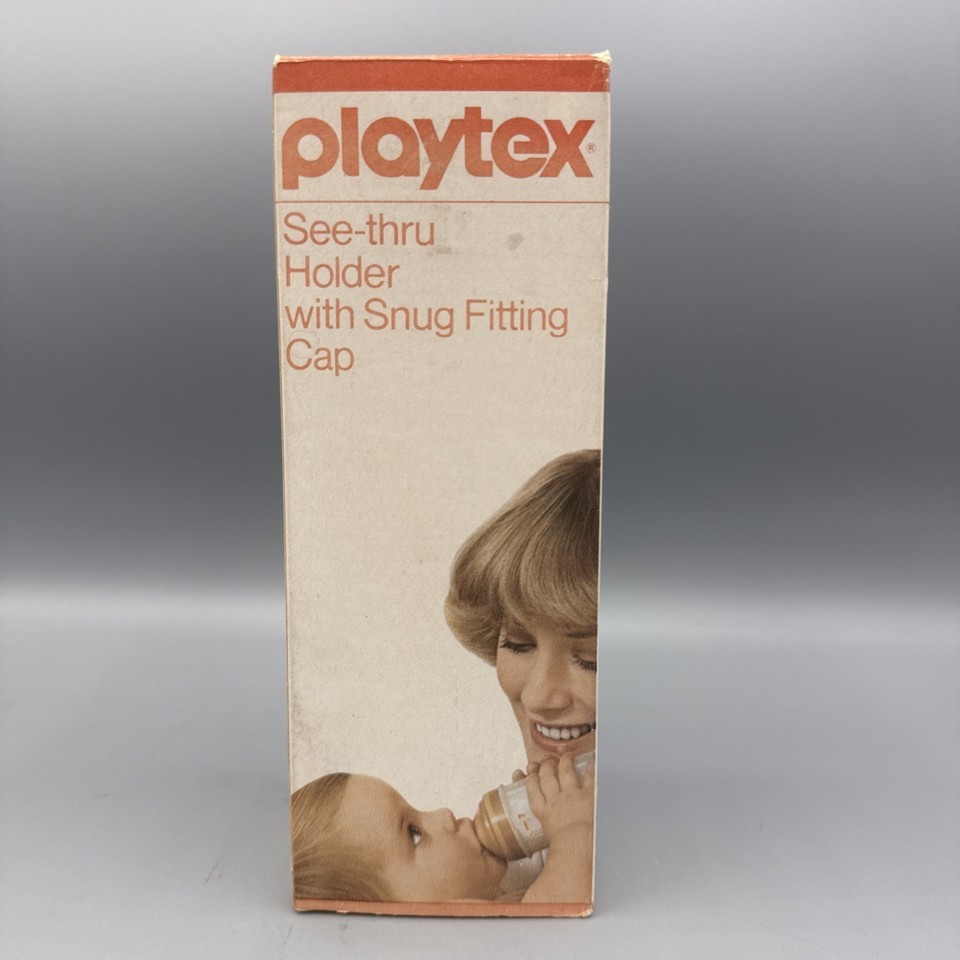 playtex®
See-thru
Holder
with Snug Fitting
Cap